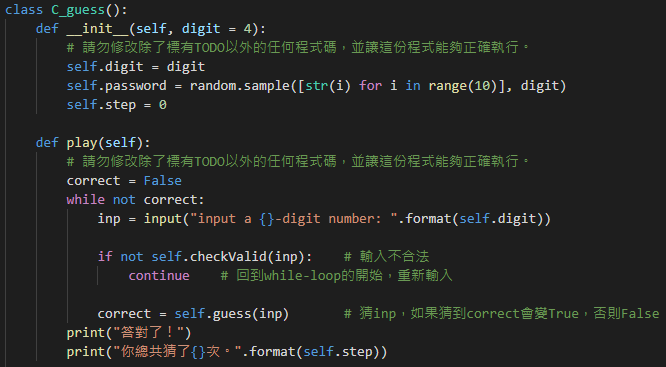 class C_guess():
    def __init__(self, digit = 4):
        # 請勿修改除了標有TODO以外的任何程式碼，並讓這份程式能夠正確執行。
        self.digit = digit
        self.password = random.sample([str(i) for i in range(10)], digit)
        self.step = 0

    def play(self):
        # 請勿修改除了標有TODO以外的任何程式碼，並讓這份程式能夠正確執行。
        correct = False
        while not correct:
            inp = input("input a {}-digit number: ".format(self.digit))

            if not self.checkValid(inp):    # 輸入不合法
                continue    # 回到while-loop的開始，重新輸入

            correct = self.guess(inp)       # 猜inp，如果猜到correct會變True，否則False
        print("答對了！")
        print("你總共猜了{}次。".format(self.step))